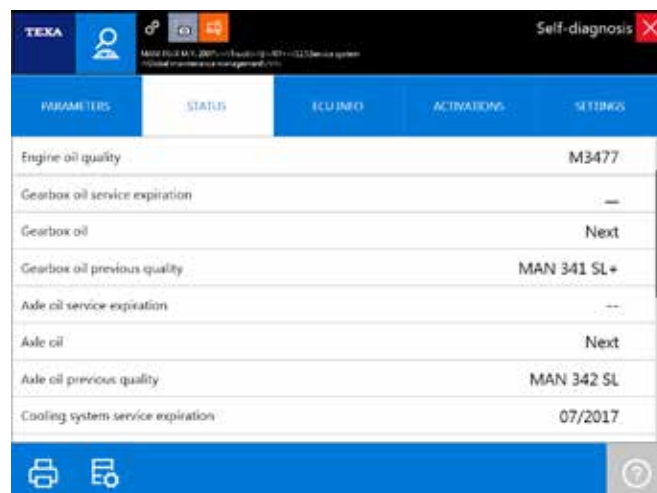 TEXA
Self-diagnosis
PARAMETERS STATUS ECU INFO ACTIVATIONS SETTINGS
Engine oil quality M3477
Gearbox oil service expiration __
Gearbox oil Next
Gearbox oil previous quality MAN 341 SL+
Axle oil service expiration --
Axle oil Next
Axle oil previous quality MAN 342 SL
Cooling system service expiration 07/2017